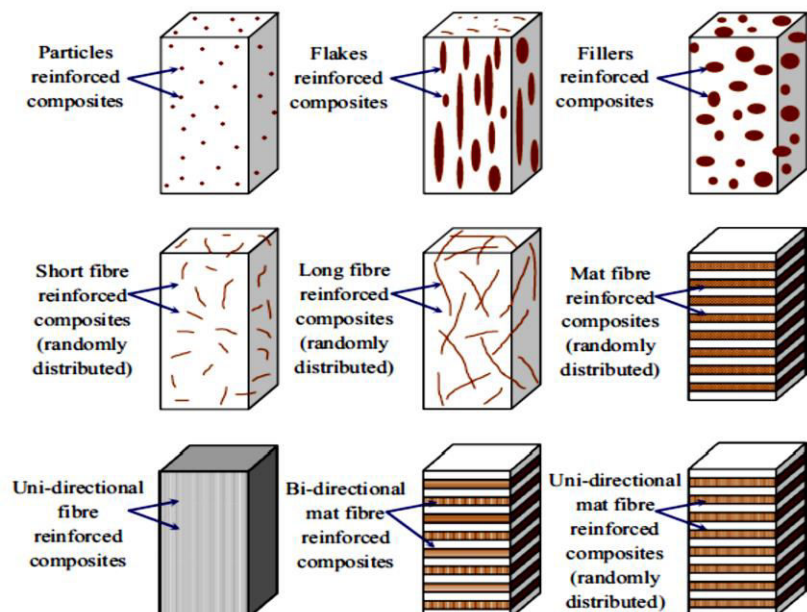 Particles
reinforced
composites
Flakes
reinforced
composites
Fillers
reinforced
composites
Short fibre
reinforced
composites
(randomly
distributed)
Long fibre
reinforced
composites
(randomly
distributed)
Mat fibre
reinforced
composites
(randomly
distributed)
Uni-directional
fibre
reinforced
composites
Bi-directional
mat fibre
reinforced
composites
Uni-directional
mat fibre
reinforced
composites
(randomly
distributed)